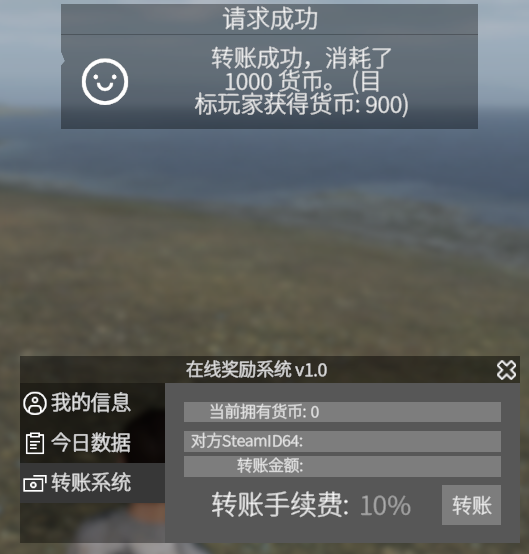 请求成功
转账成功，消耗了
1000 货币。 (目
标玩家获得货币: 900)
在线奖励系统 v1.0
我的信息
当前拥有货币: 0
今日数据
对方SteamID64:
转账金额:
转账系统
转账手续费: 10%
转账